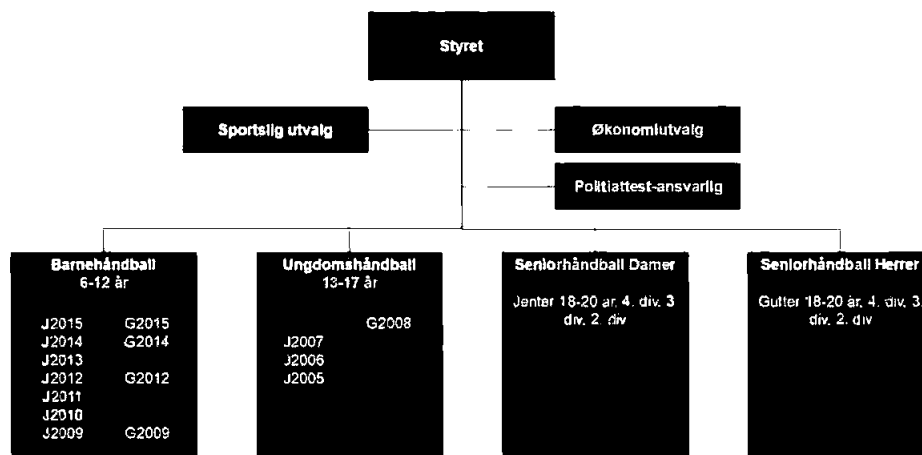 Styret
Sportslig utvalg
Økonomiutvalg
Politiattest-ansvarlig
Barnehåndball
6-12 år
J2015 G2015
J2014 G2014
J2013
J2012 G2012
J2011
J2010
J2009 G2009
Ungdomshåndball
13-17 år
G2008
J2007
J2006
J2005
Seniorhåndball Damer
Jenter 18-20 år, 4. div, 3
div, 2. div
Seniorhåndball Herrer
Gutter 18-20 år, 4. div, 3.
div, 2. div